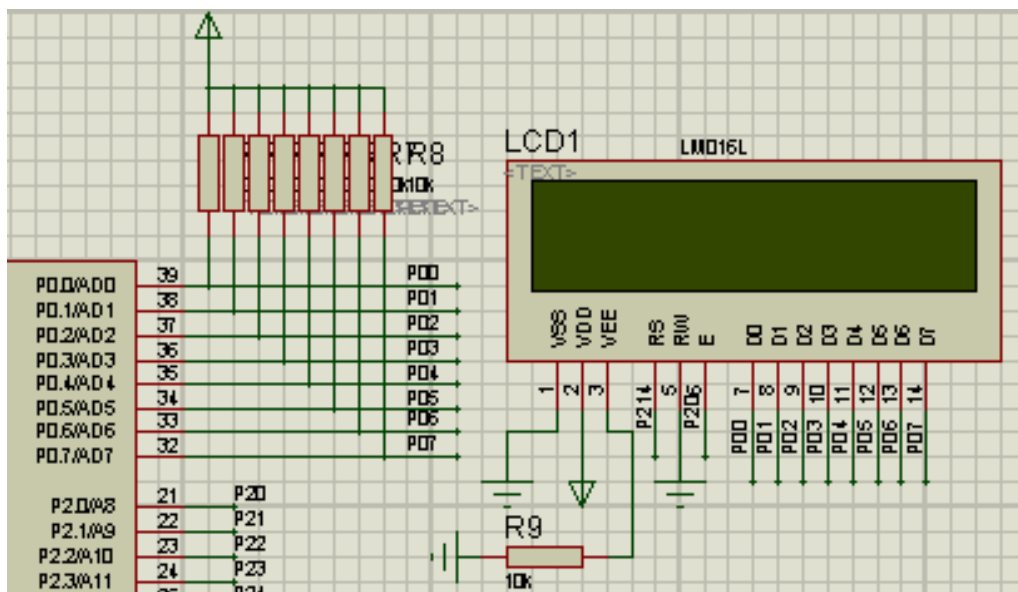 R8
10k
LCD1
LM016L
<TEXT>
VSS
VDD
VEE
RS
RW
E
D0
D1
D2
D3
D4
D5
D6
D7
1
2
3
4
5
6
7
8
9
10
11
12
13
14
P21
P20
P00
P01
P02
P03
P04
P05
P06
P07
P0.0/AD0
39
P00
P0.1/AD1
38
P01
P0.2/AD2
37
P02
P0.3/AD3
36
P03
P0.4/AD4
35
P04
P0.5/AD5
34
P05
P0.6/AD6
33
P06
P0.7/AD7
32
P07
P2.0/A8
21
P20
P2.1/A9
22
P21
P2.2/A10
23
P22
P2.3/A11
24
P23
R9
10k